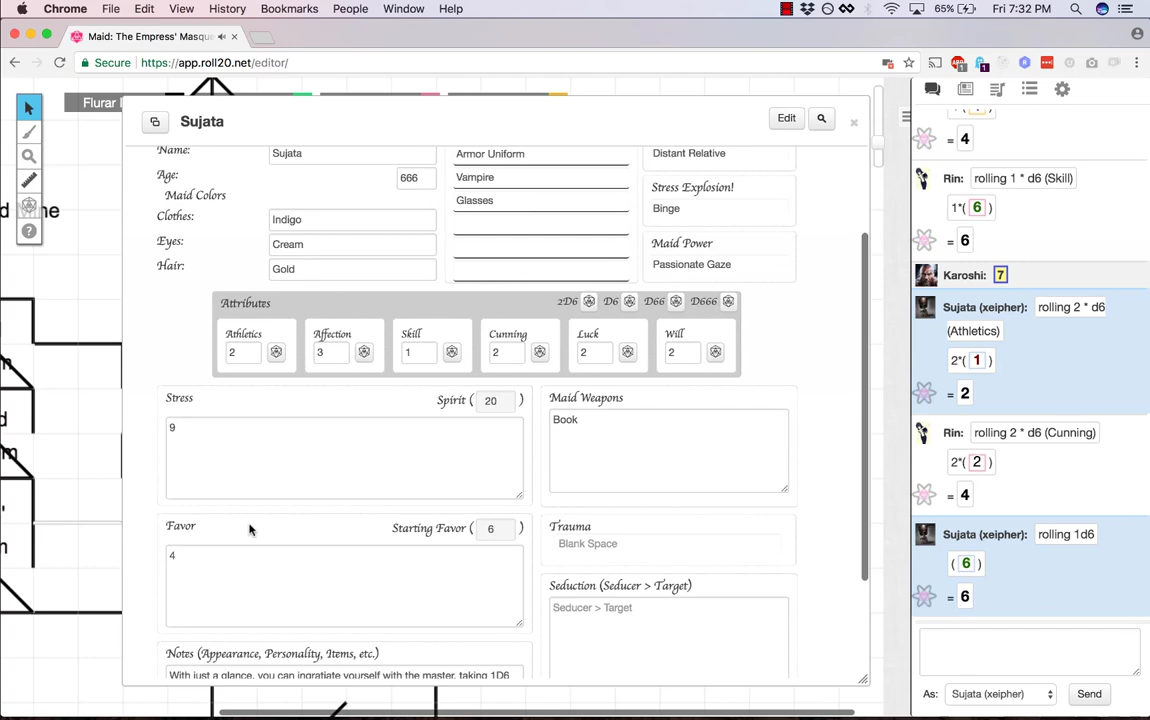 Chrome File Edit View History Bookmarks People Window Help 65% Fri 7:32 PM
Maid: The Empress' Masque
Secure https://app.roll20.net/editor/
Flurar
Sujata Edit
Name: Sujata
Age: 666
Maid Colors
Clothes: Indigo
Eyes: Cream
Hair: Gold
Armor Uniform
Vampire
Glasses
Distant Relative
Stress Explosion!
Binge
Maid Power
Passionate Gaze
Attributes 2D6 D6 D66 D666
Athletics Affection Skill Cunning Luck Will
2 3 1 2 2 2
Stress Spirit ( 20 )
9
Maid Weapons
Book
Favor Starting Favor ( 6 )
4
Trauma
Blank Space
Seduction (Seducer > Target)
Seducer > Target
Notes (Appearance, Personality, Items, etc.)
With just a glance, you can ingratiate yourself with the master, taking 1D6
= 4
Rin: rolling 1 * d6 (Skill)
1*( 6 )
= 6
Karoshi: 7
Sujata (xeipher): rolling 2 * d6
(Athletics)
2*( 1 )
= 2
Rin: rolling 2 * d6 (Cunning)
2*( 2 )
= 4
Sujata (xeipher): rolling 1d6
( 6 )
= 6
As: Sujata (xeipher) Send